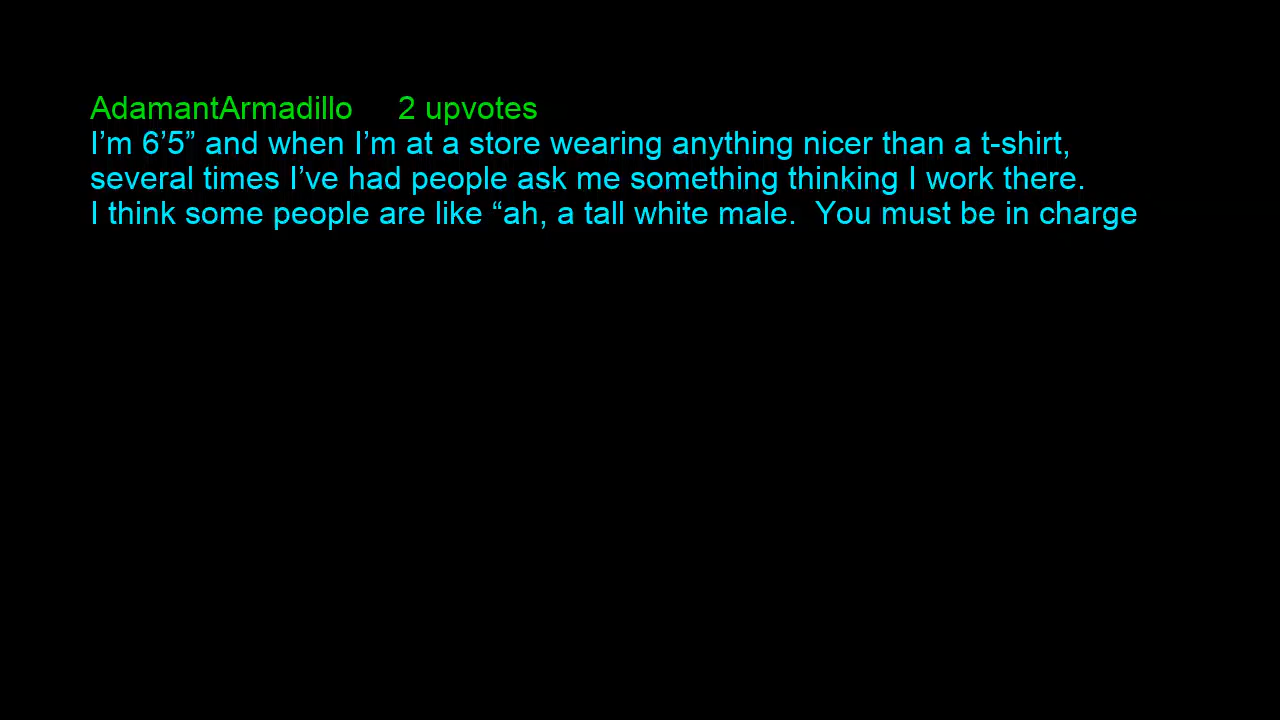 AdamantArmadillo 2 upvotes
I’m 6’5” and when I’m at a store wearing anything nicer than a t-shirt,
several times I’ve had people ask me something thinking I work there.
I think some people are like “ah, a tall white male.  You must be in charge